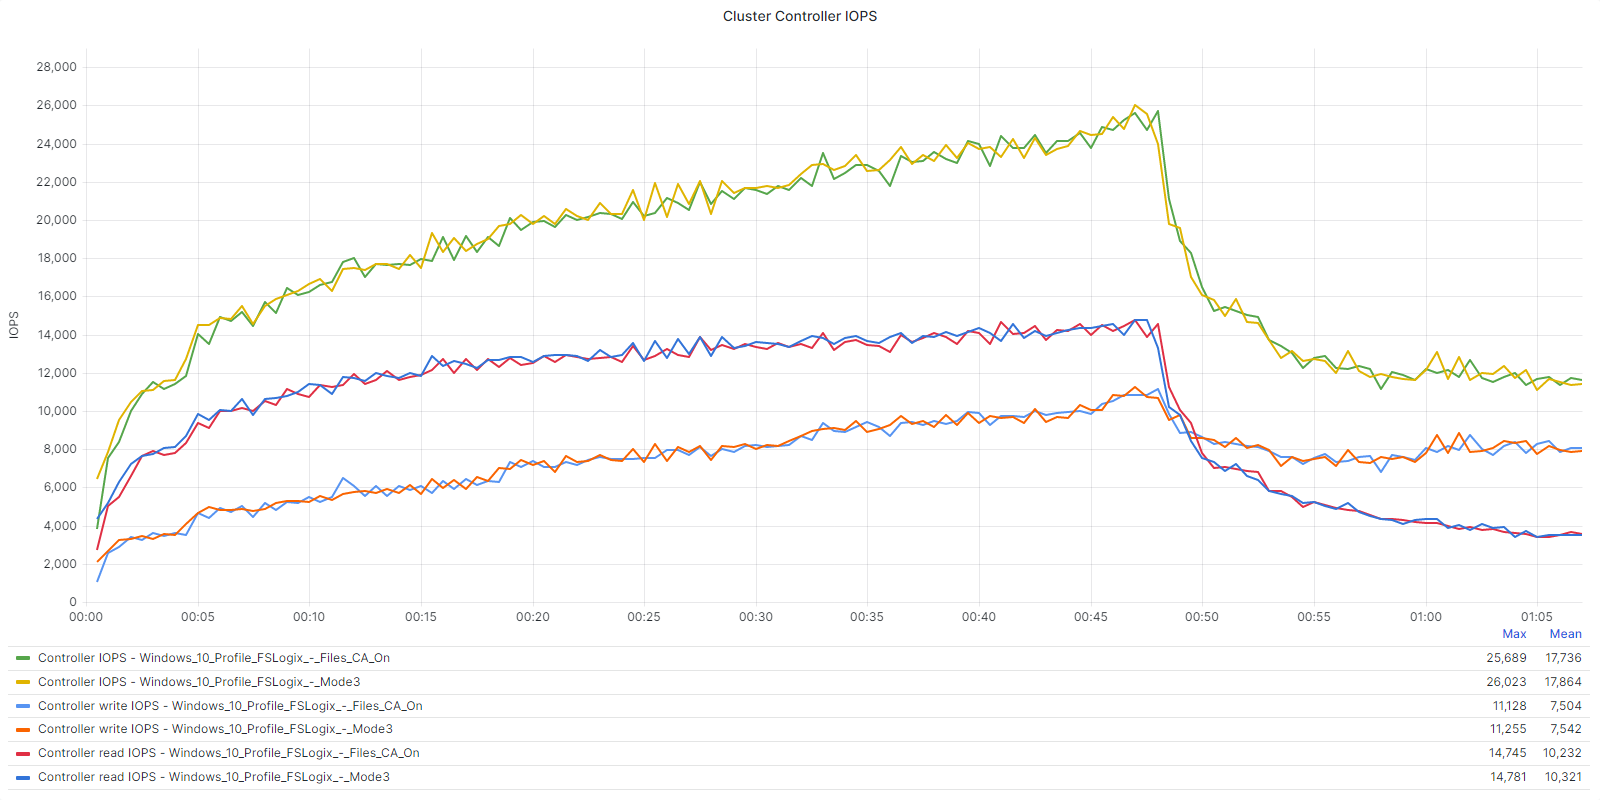 Cluster Controller IOPS
28,000
26,000
24,000
22,000
20,000
18,000
16,000
14,000
12,000
10,000
8,000
6,000
4,000
2,000
0
IOPS
00:00 00:05 00:10 00:15 00:20 00:25 00:30 00:35 00:40 00:45 00:50 00:55 01:00 01:05
Max Mean
Controller IOPS - Windows_10_Profile_FSLogix_-_Files_CA_On 25,689 17,736
Controller IOPS - Windows_10_Profile_FSLogix_-_Mode3 26,023 17,864
Controller write IOPS - Windows_10_Profile_FSLogix_-_Files_CA_On 11,128 7,504
Controller write IOPS - Windows_10_Profile_FSLogix_-_Mode3 11,255 7,542
Controller read IOPS - Windows_10_Profile_FSLogix_-_Files_CA_On 14,745 10,232
Controller read IOPS - Windows_10_Profile_FSLogix_-_Mode3 14,781 10,321